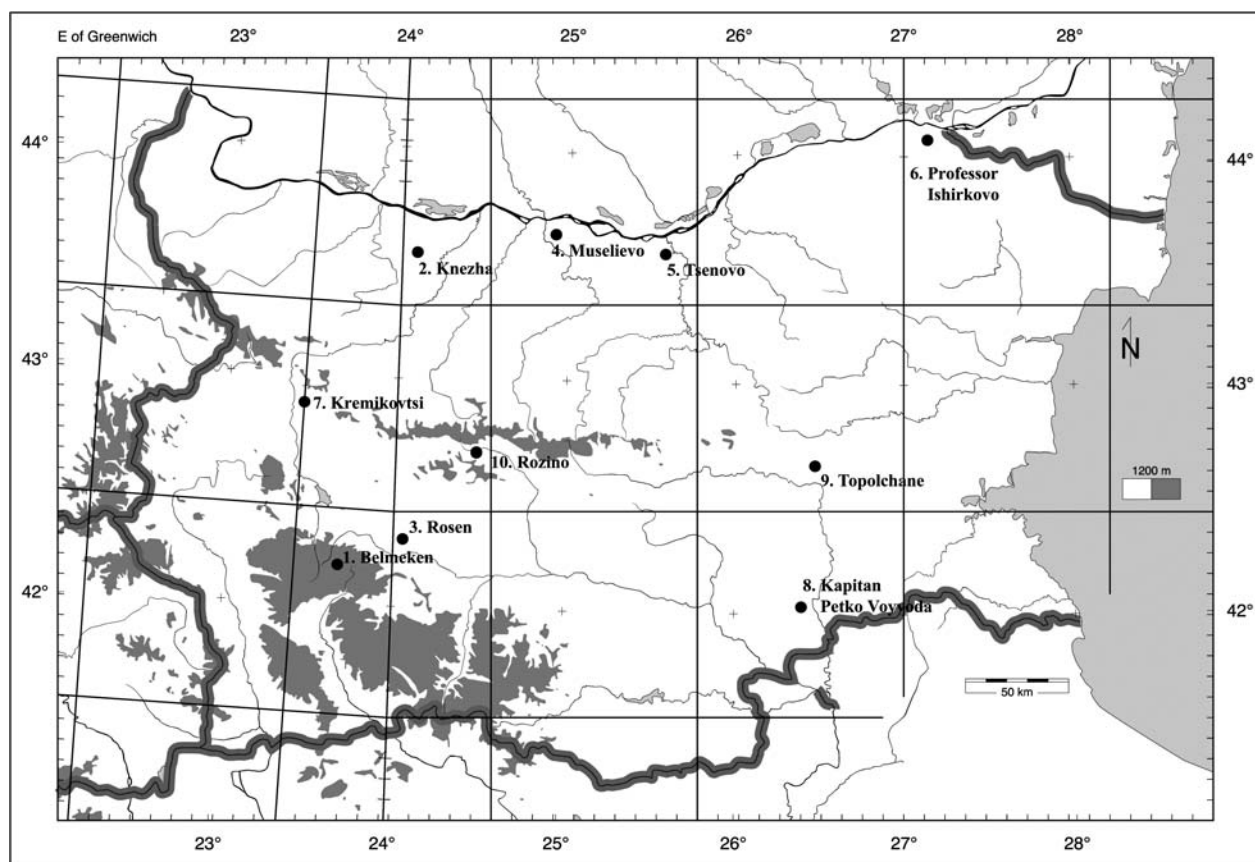 E of Greenwich
23°
24°
25°
26°
27°
28°
44°
44°
6. Professor
Ishirkovo
4. Muselievo
2. Knezha
5. Tsenovo
N
43°
43°
7. Kremikovtsi
10. Rozino
9. Topolchane
1200 m
3. Rosen
1. Belmeken
42°
42°
8. Kapitan
Petko Voyvoda
50 km
23°
24°
25°
26°
27°
28°